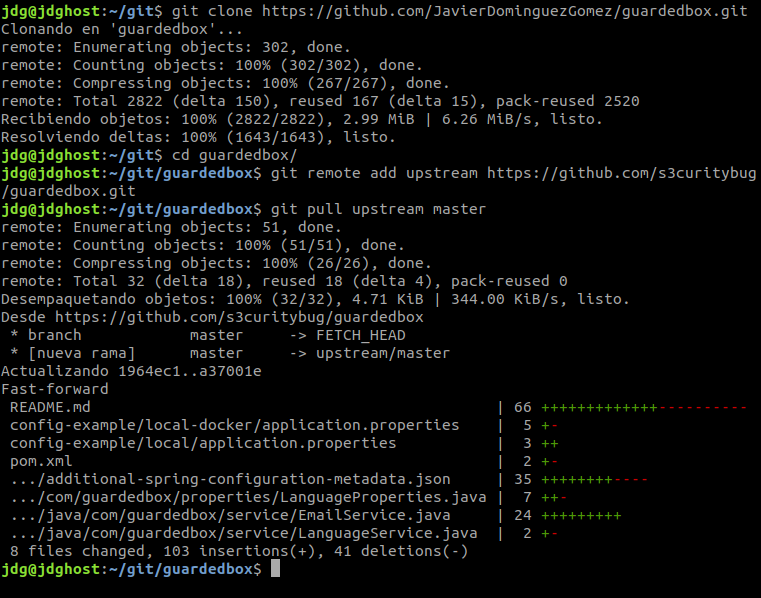 jdg@jdghost:~/git$ git clone https://github.com/JavierDominguezGomez/guardedbox.git
Clonando en 'guardedbox'...
remote: Enumerating objects: 302, done.
remote: Counting objects: 100% (302/302), done.
remote: Compressing objects: 100% (267/267), done.
remote: Total 2822 (delta 150), reused 167 (delta 15), pack-reused 2520
Recibiendo objetos: 100% (2822/2822), 2.99 MiB | 6.26 MiB/s, listo.
Resolviendo deltas: 100% (1643/1643), listo.
jdg@jdghost:~/git$ cd guardedbox/
jdg@jdghost:~/git/guardedbox$ git remote add upstream https://github.com/s3curitybug
/guardedbox.git
jdg@jdghost:~/git/guardedbox$ git pull upstream master
remote: Enumerating objects: 51, done.
remote: Counting objects: 100% (51/51), done.
remote: Compressing objects: 100% (26/26), done.
remote: Total 32 (delta 18), reused 18 (delta 4), pack-reused 0
Desempaquetando objetos: 100% (32/32), 4.71 KiB | 344.00 KiB/s, listo.
Desde https://github.com/s3curitybug/guardedbox
 * branch            master     -> FETCH_HEAD
 * [nueva rama]      master     -> upstream/master
Actualizando 1964ec1..a37001e
Fast-forward
 README.md                                             | 66 +++++++++++++----------
 config-example/local-docker/application.properties    |  5 +-
 config-example/local/application.properties           |  3 ++
 pom.xml                                               |  2 +-
 .../additional-spring-configuration-metadata.json     | 35 ++++++++----
 .../com/guardedbox/properties/LanguageProperties.java |  7 ++-
 .../java/com/guardedbox/service/EmailService.java     | 24 +++++++++
 .../java/com/guardedbox/service/LanguageService.java  |  2 +-
 8 files changed, 103 insertions(+), 41 deletions(-)
jdg@jdghost:~/git/guardedbox$